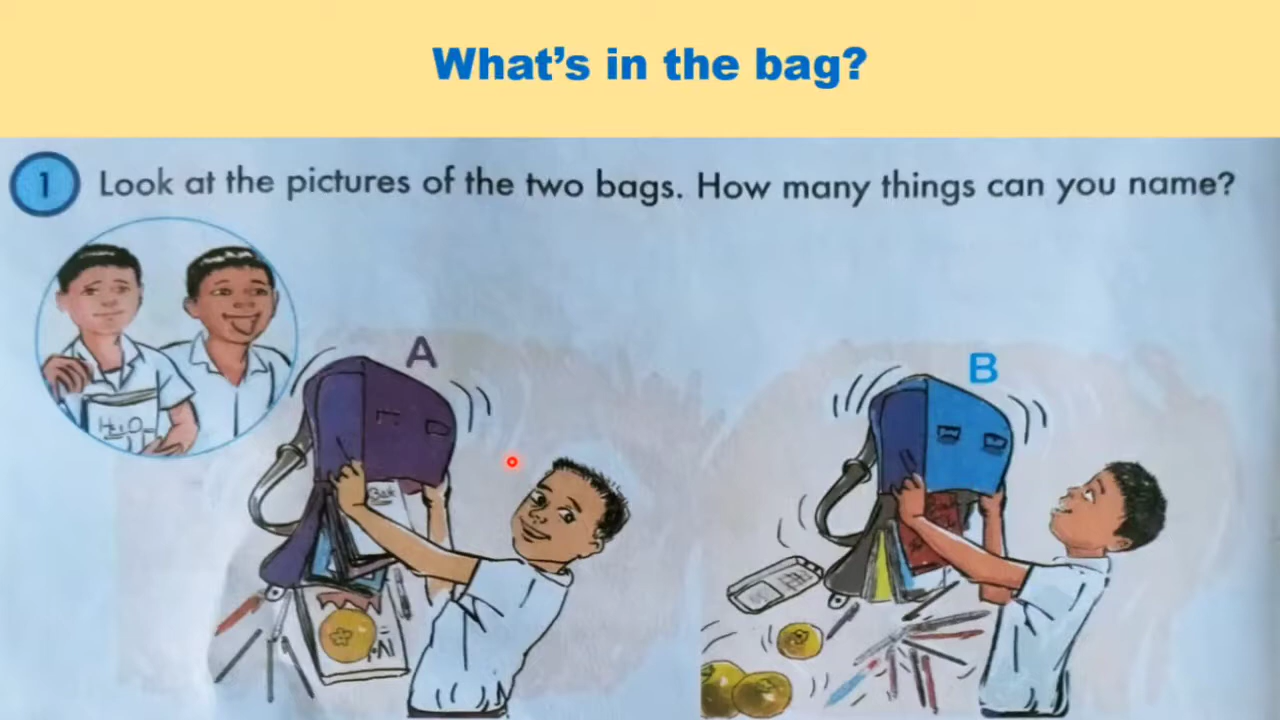 What's in the bag?
1 Look at the pictures of the two bags. How many things can you name?
A
B